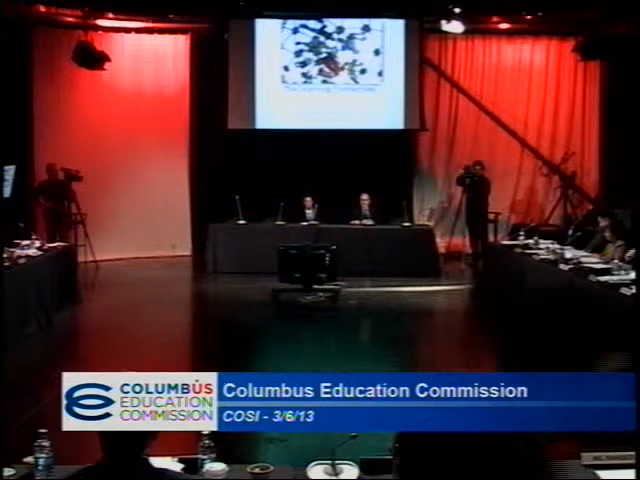 COLUMBUS
EDUCATION
COMMISSION
Columbus Education Commission
COSI - 3/6/13